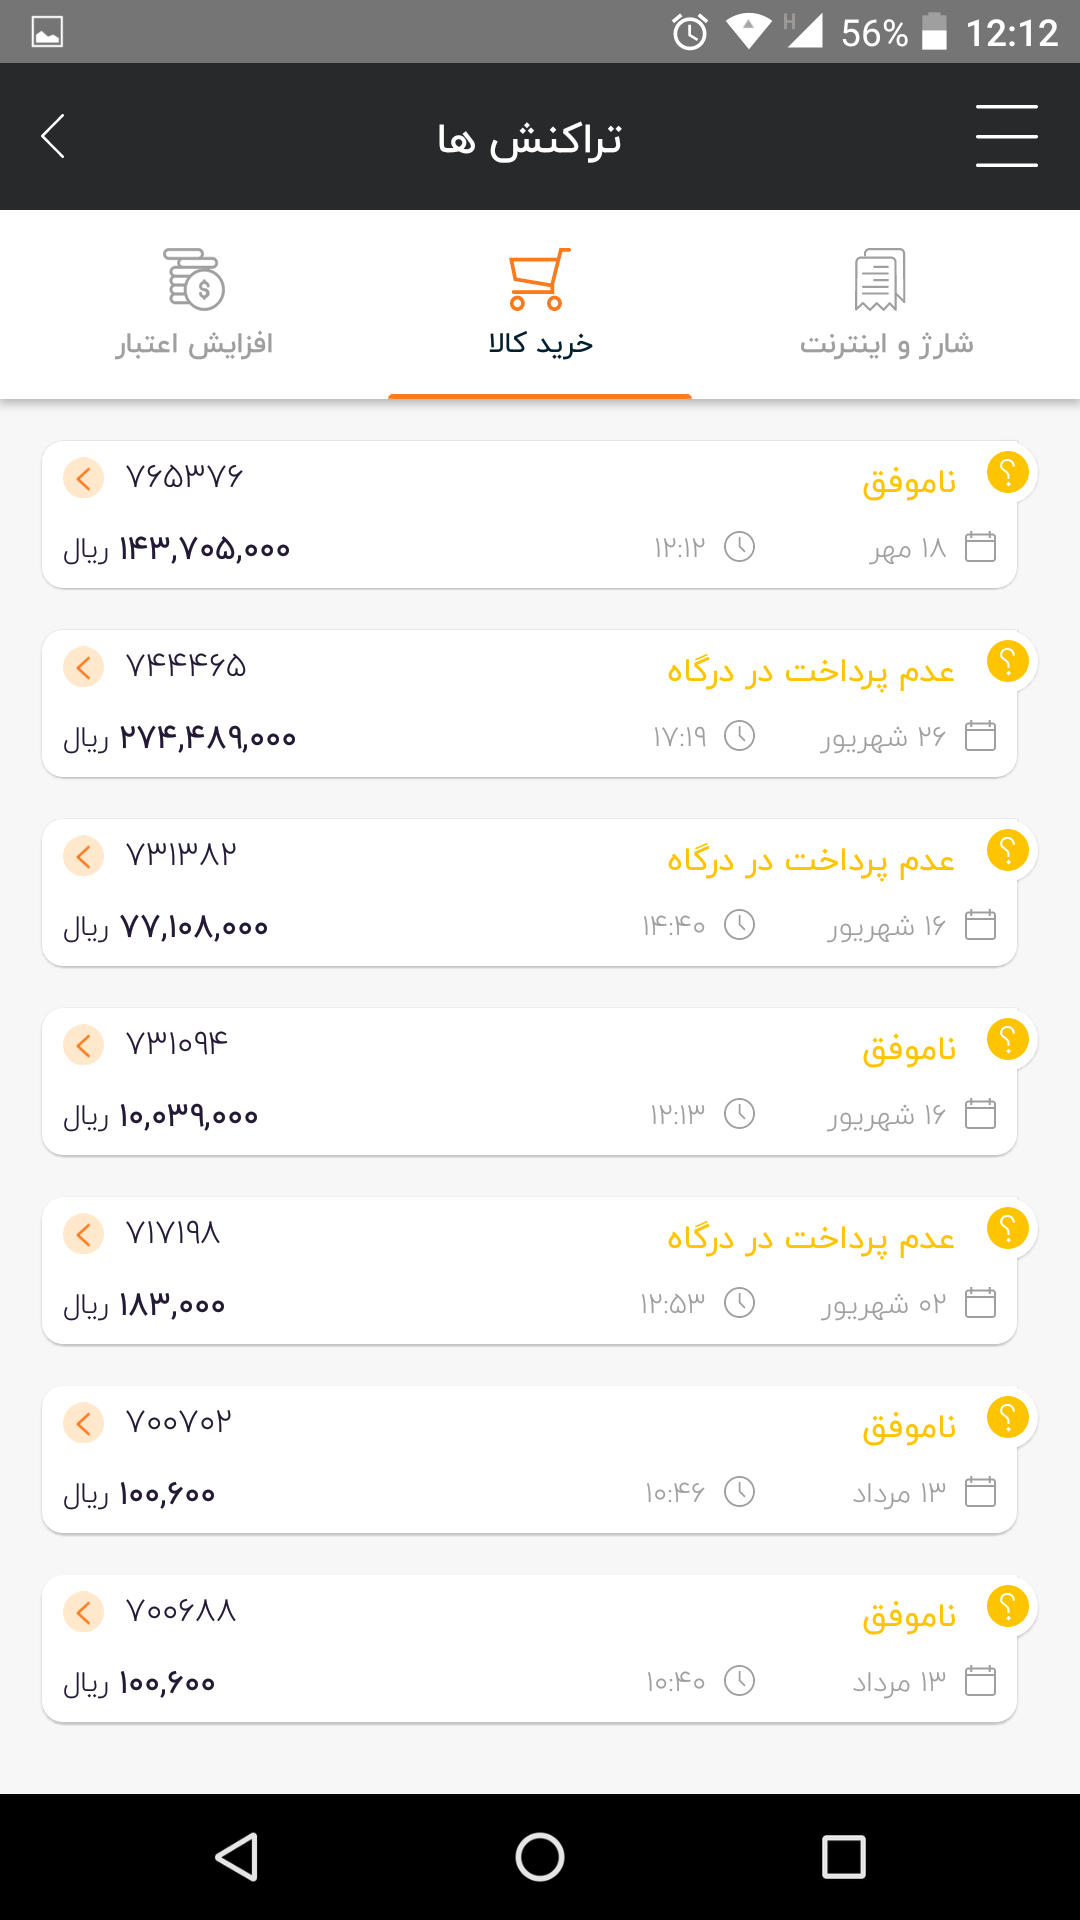 H 56% 12:12
تراکنش ها
شارژ و اینترنت
خرید کالا
افزایش اعتبار
ناموفق ۷۶۵۳۷۶
۱۸ مهر ۱۲:۱۲ ۱۴۳,۷۰۵,۰۰۰ ریال
عدم پرداخت در درگاه ۷۴۴۴۶۵
۲۶ شهریور ۱۷:۱۹ ۲۷۴,۴۸۹,۰۰۰ ریال
عدم پرداخت در درگاه ۷۳۱۳۸۲
۱۶ شهریور ۱۴:۴۰ ۷۷,۱۰۸,۰۰۰ ریال
ناموفق ۷۳۱۰۹۴
۱۶ شهریور ۱۲:۱۳ ۱۰,۰۳۹,۰۰۰ ریال
عدم پرداخت در درگاه ۷۱۷۱۹۸
۰۲ شهریور ۱۲:۵۳ ۱۸۳,۰۰۰ ریال
ناموفق ۷۰۰۷۰۲
۱۳ مرداد ۱۰:۴۶ ۱۰۰,۶۰۰ ریال
ناموفق ۷۰۰۶۸۸
۱۳ مرداد ۱۰:۴۰ ۱۰۰,۶۰۰ ریال